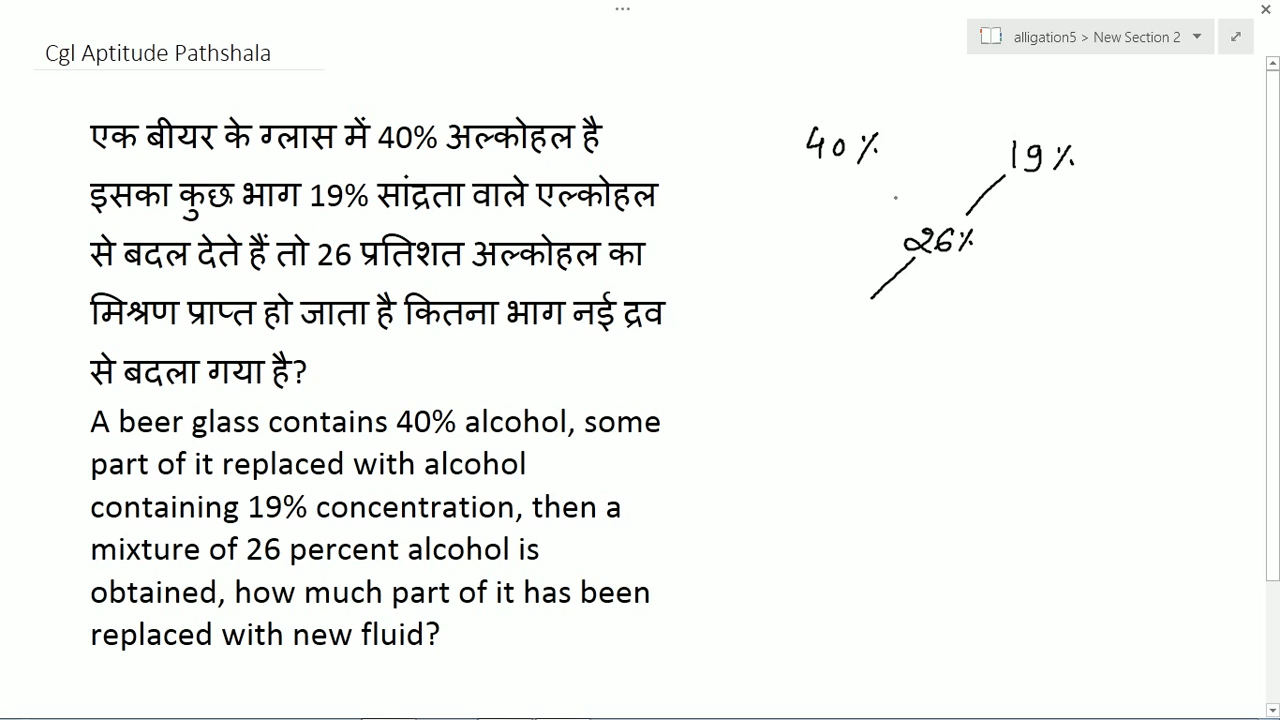 Cgl Aptitude Pathshala
alligation5 > New Section 2
एक बीयर के ग्लास में 40% अल्कोहल है
इसका कुछ भाग 19% सांद्रता वाले एल्कोहल
से बदल देते हैं तो 26 प्रतिशत अल्कोहल का
मिश्रण प्राप्त हो जाता है कितना भाग नई द्रव
से बदला गया है?
A beer glass contains 40% alcohol, some
part of it replaced with alcohol
containing 19% concentration, then a
mixture of 26 percent alcohol is
obtained, how much part of it has been
replaced with new fluid?
40%
19%
26%